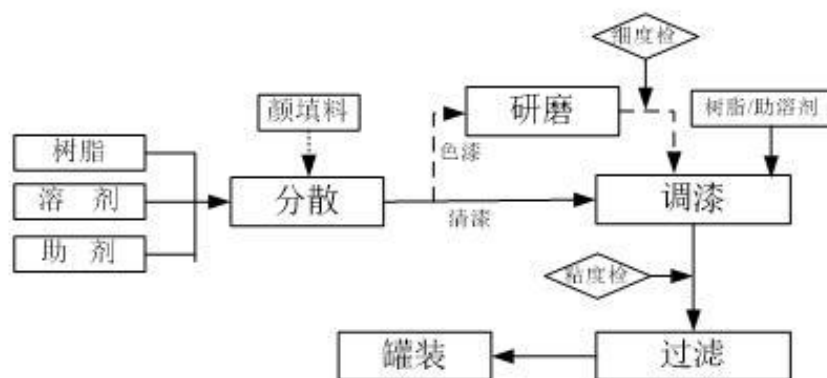 细度检
颜填料
研磨
树脂/助溶剂
树脂
色漆
溶 剂
分散
调漆
清漆
助 剂
粘度检
罐装
过滤